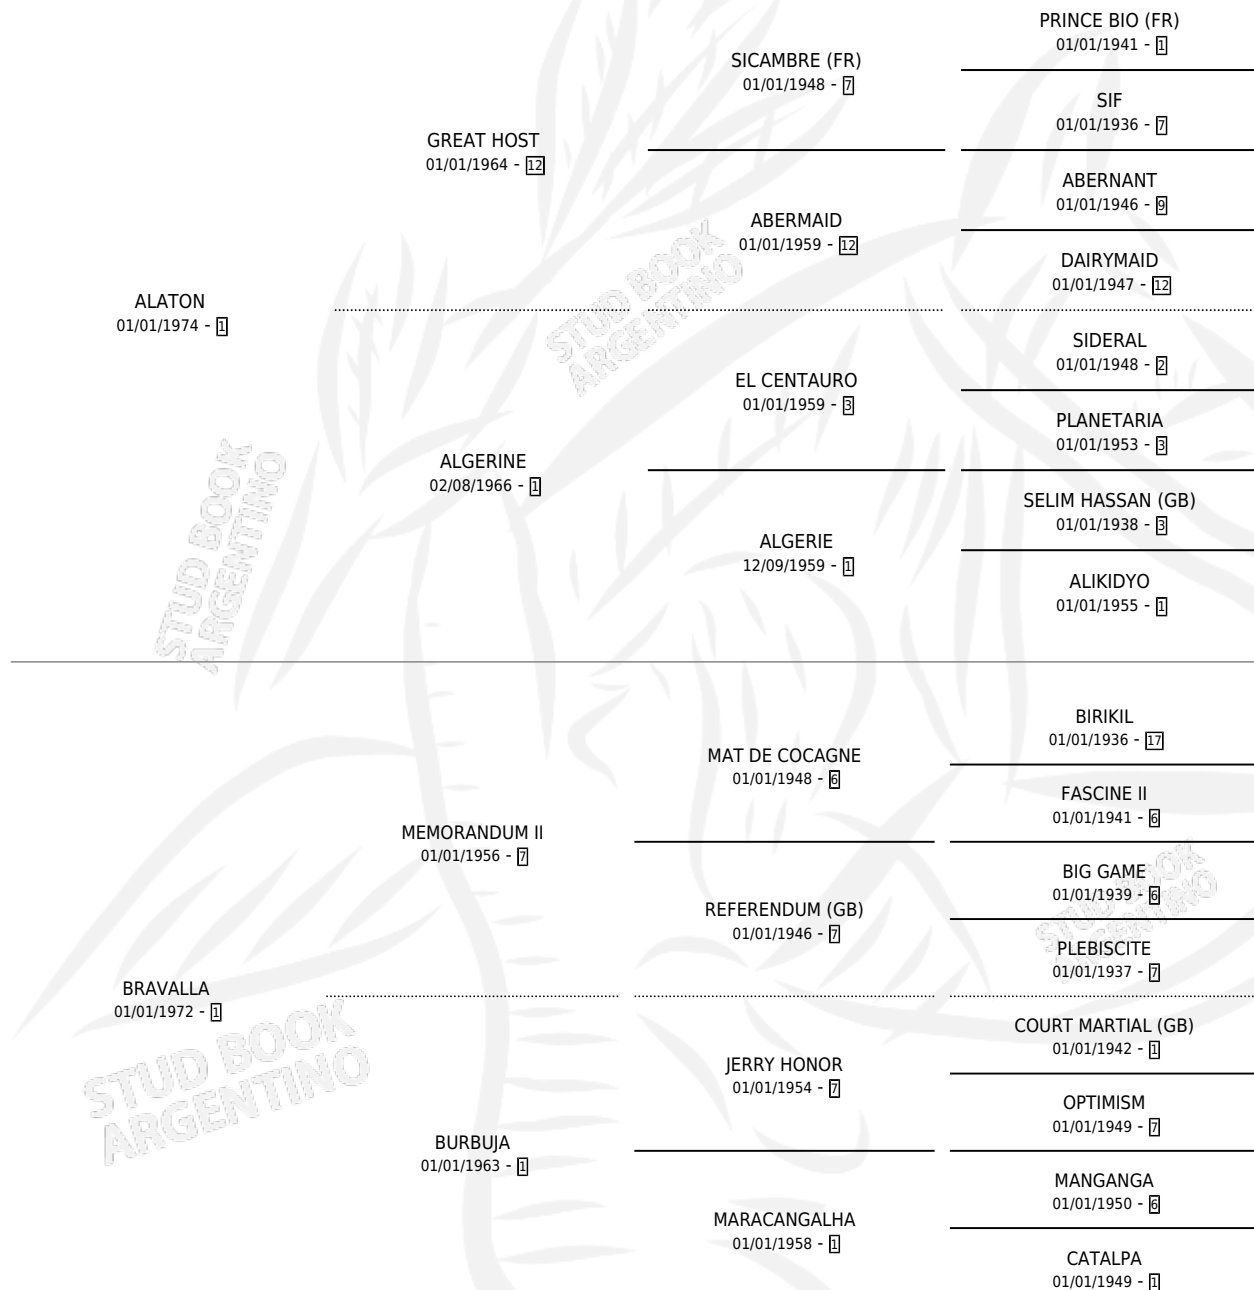 PRINCE BIO (FR)
01/01/1941 - 1
SICAMBRE (FR)
01/01/1948 - 7
SIF
01/01/1936 - 7
GREAT HOST
01/01/1964 - 12
ABERNANT
01/01/1946 - 9
ABERMAID
01/01/1959 - 12
DAIRYMAID
01/01/1947 - 12
ALATON
01/01/1974 - 1
STUD BOOK
ARGENTINO
SIDERAL
01/01/1948 - 2
EL CENTAURO
01/01/1959 - 3
PLANETARIA
01/01/1953 - 3
ALGERINE
02/08/1966 - 1
STUD BOOK
ARGENTINO
SELIM HASSAN (GB)
01/01/1938 - 3
ALGERIE
12/09/1959 - 1
ALIKIDYO
01/01/1955 - 1
BIRIKIL
01/01/1936 - 17
MAT DE COCAGNE
01/01/1948 - 6
FASCINE II
01/01/1941 - 6
MEMORANDUM II
01/01/1956 - 7
BIG GAME
01/01/1939 - 6
STUD BOOK
ARGENTINO
REFERENDUM (GB)
01/01/1946 - 7
PLEBISCITE
01/01/1937 - 7
BRAVALLA
01/01/1972 - 1
STUD BOOK
ARGENTINO
COURT MARTIAL (GB)
01/01/1942 - 1
JERRY HONOR
01/01/1954 - 7
OPTIMISM
01/01/1949 - 7
BURBUJA
01/01/1963 - 1
MANGANGA
01/01/1950 - 6
MARACANGALHA
01/01/1958 - 1
CATALPA
01/01/1949 - 1